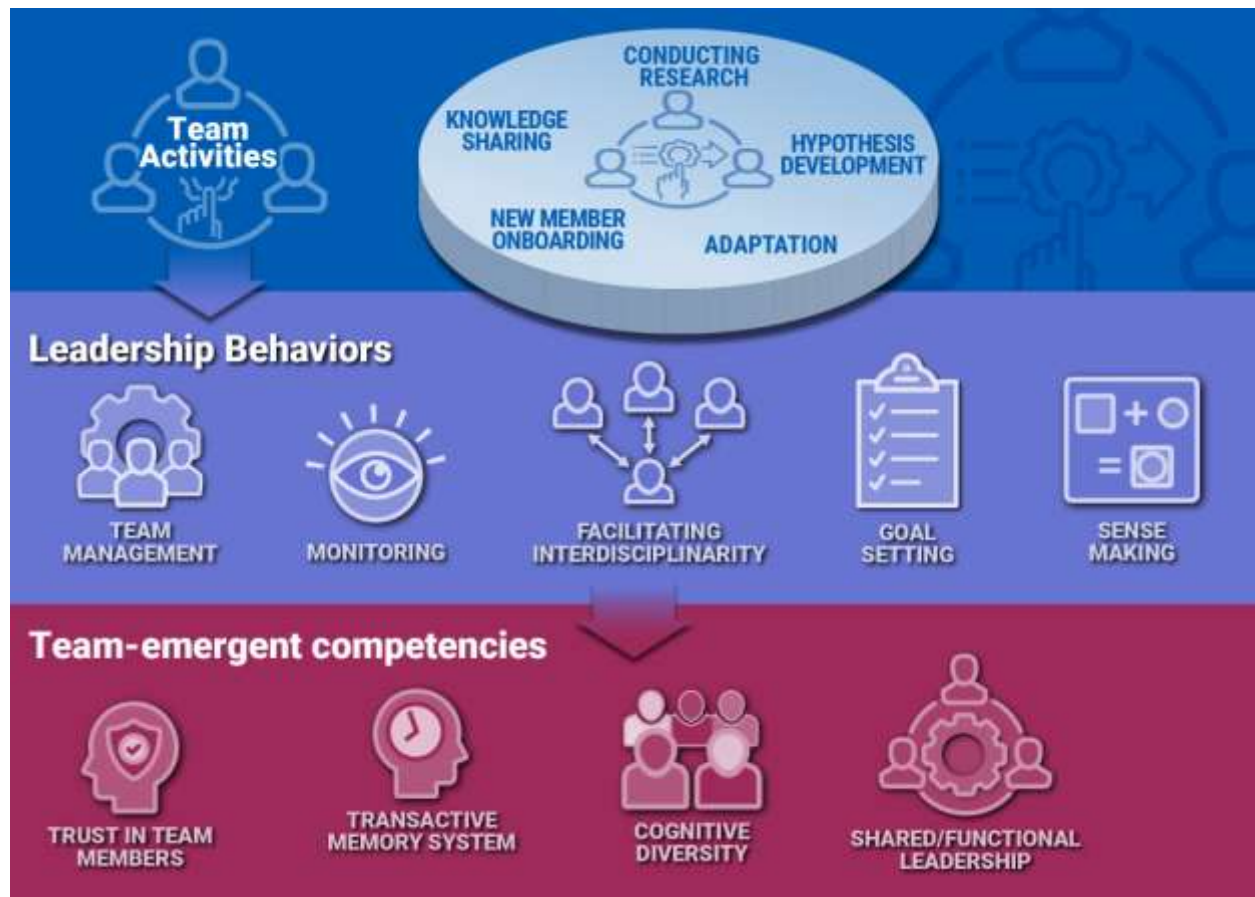 Team
Activities
CONDUCTING
RESEARCH
KNOWLEDGE
SHARING
HYPOTHESIS
DEVELOPMENT
NEW MEMBER
ONBOARDING
ADAPTATION
Leadership Behaviors
TEAM
MANAGEMENT
MONITORING
FACILITATING
INTERDISCIPLINARITY
GOAL
SETTING
SENSE
MAKING
Team-emergent competencies
TRUST IN TEAM
MEMBERS
TRANSACTIVE
MEMORY SYSTEM
COGNITIVE
DIVERSITY
SHARED/FUNCTIONAL
LEADERSHIP